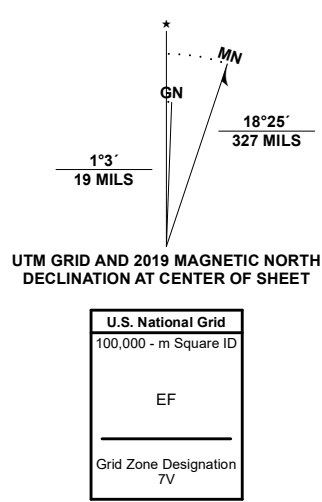 ★
MN
GN
18°25´
327 MILS
1°3´
19 MILS
UTM GRID AND 2019 MAGNETIC NORTH
DECLINATION AT CENTER OF SHEET
U.S. National Grid
100,000 - m Square ID
EF
Grid Zone Designation
7V